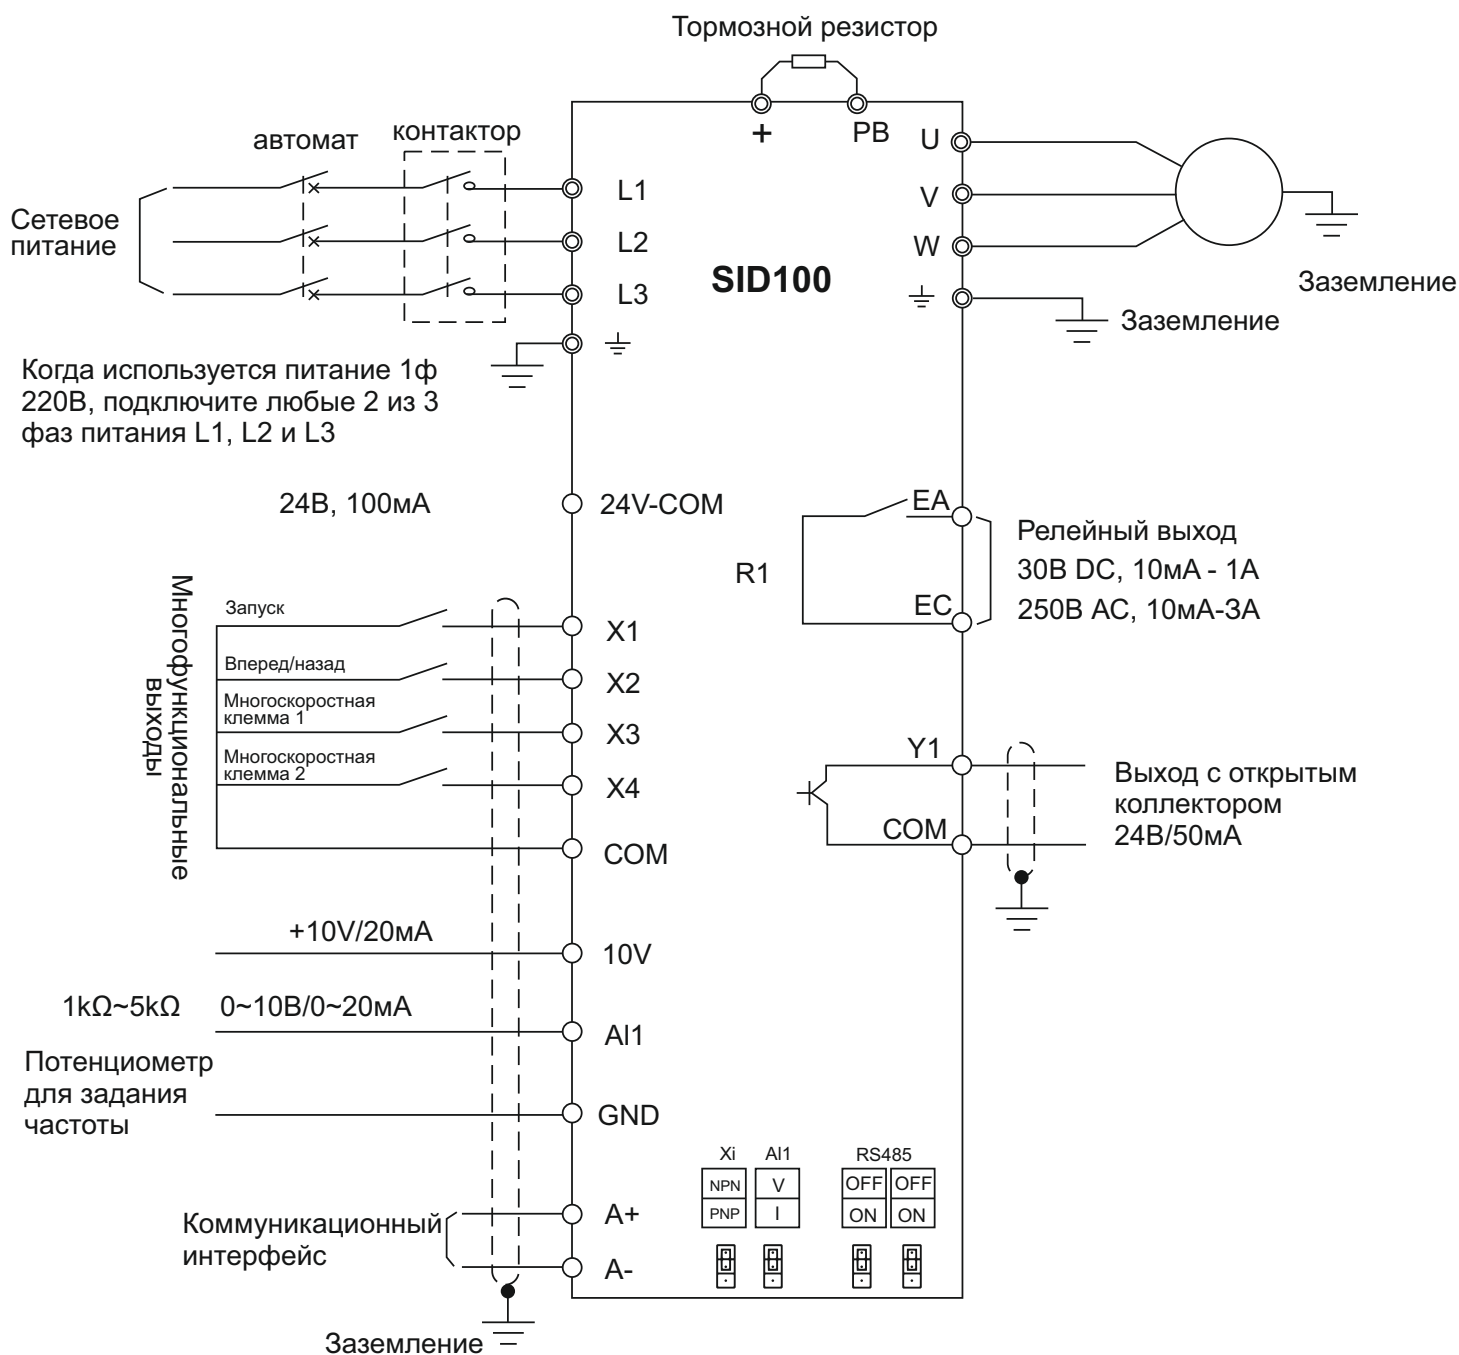 Тормозной резистор
+
PB
автомат
контактор
Сетевое
питание
L1
L2
L3
SID100
U
V
W
Заземление
Заземление
Когда используется питание 1ф
220В, подключите любые 2 из 3
фаз питания L1, L2 и L3
24В, 100мА
24V-COM
EA
R1
EC
Релейный выход
30В DC, 10мА - 1А
250В AC, 10мА-3А
Многофункциональные
выходы
Запуск
X1
Вперед/назад
X2
Многоскоростная
клемма 1
X3
Многоскоростная
клемма 2
X4
COM
Y1
COM
Выход с открытым
коллектором
24В/50мА
+10V/20мА
10V
1kΩ~5kΩ
0~10В/0~20мА
AI1
Потенциометр
для задания
частоты
GND
Xi
AI1
RS485
NPN
V
OFF
OFF
PNP
I
ON
ON
Коммуникационный
интерфейс
A+
A-
Заземление